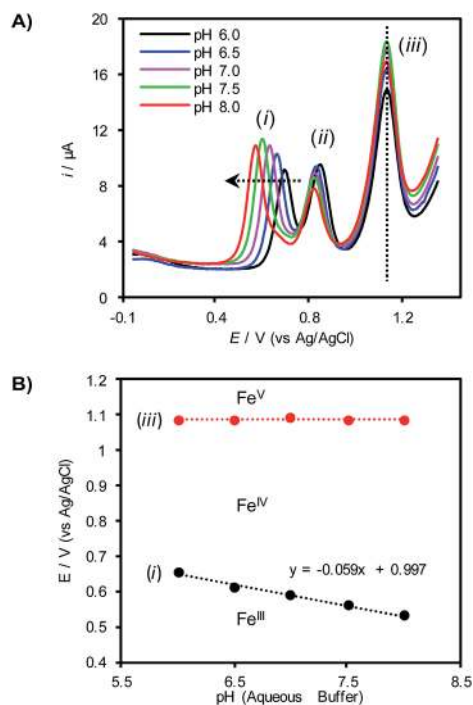 A)
20
16
12
8
4
0
i / µA
pH 6.0
pH 6.5
pH 7.0
pH 7.5
pH 8.0
(i)
(ii)
(iii)
-0.1 0.4 0.8 1.2
E / V (vs Ag/AgCl)
B)
1.2
1.1
1
0.9
0.8
0.7
0.6
0.5
0.4
E / V (vs Ag/AgCl)
Feⱽ
(iii)
Feᴵⱽ
y = -0.059x + 0.997
(i)
Feᴵᴵᴵ
5.5 6.5 7.5 8.5
pH (Aqueous Buffer)